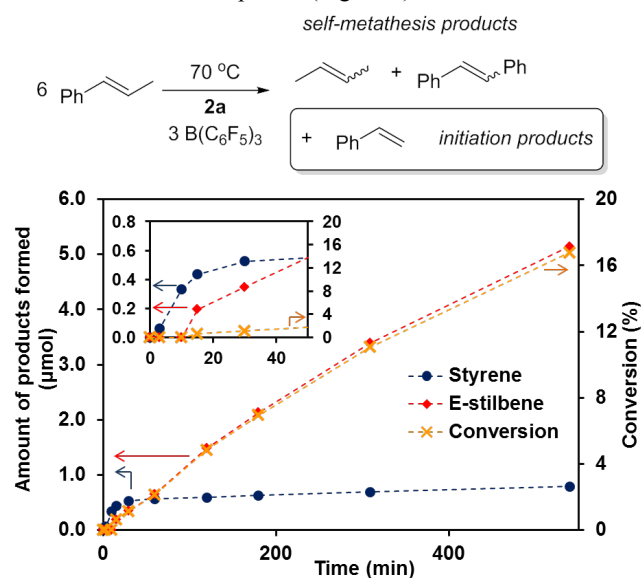 self-metathesis products
6 Ph 70 °C + Ph Ph
2a
3 B(C6F5)3
+ Ph initiation products
6.0 20
0.8 20
0.6 16
0.4 12
8
0.2 4
0.0 0
0 10 20 30 40 50
5.0
4.0
3.0
2.0
1.0
0.0
16
12
8
4
0
Styrene
E-stilbene
Conversion
Amount of products formed
(μmol)
Conversion (%)
0 200 400
Time (min)